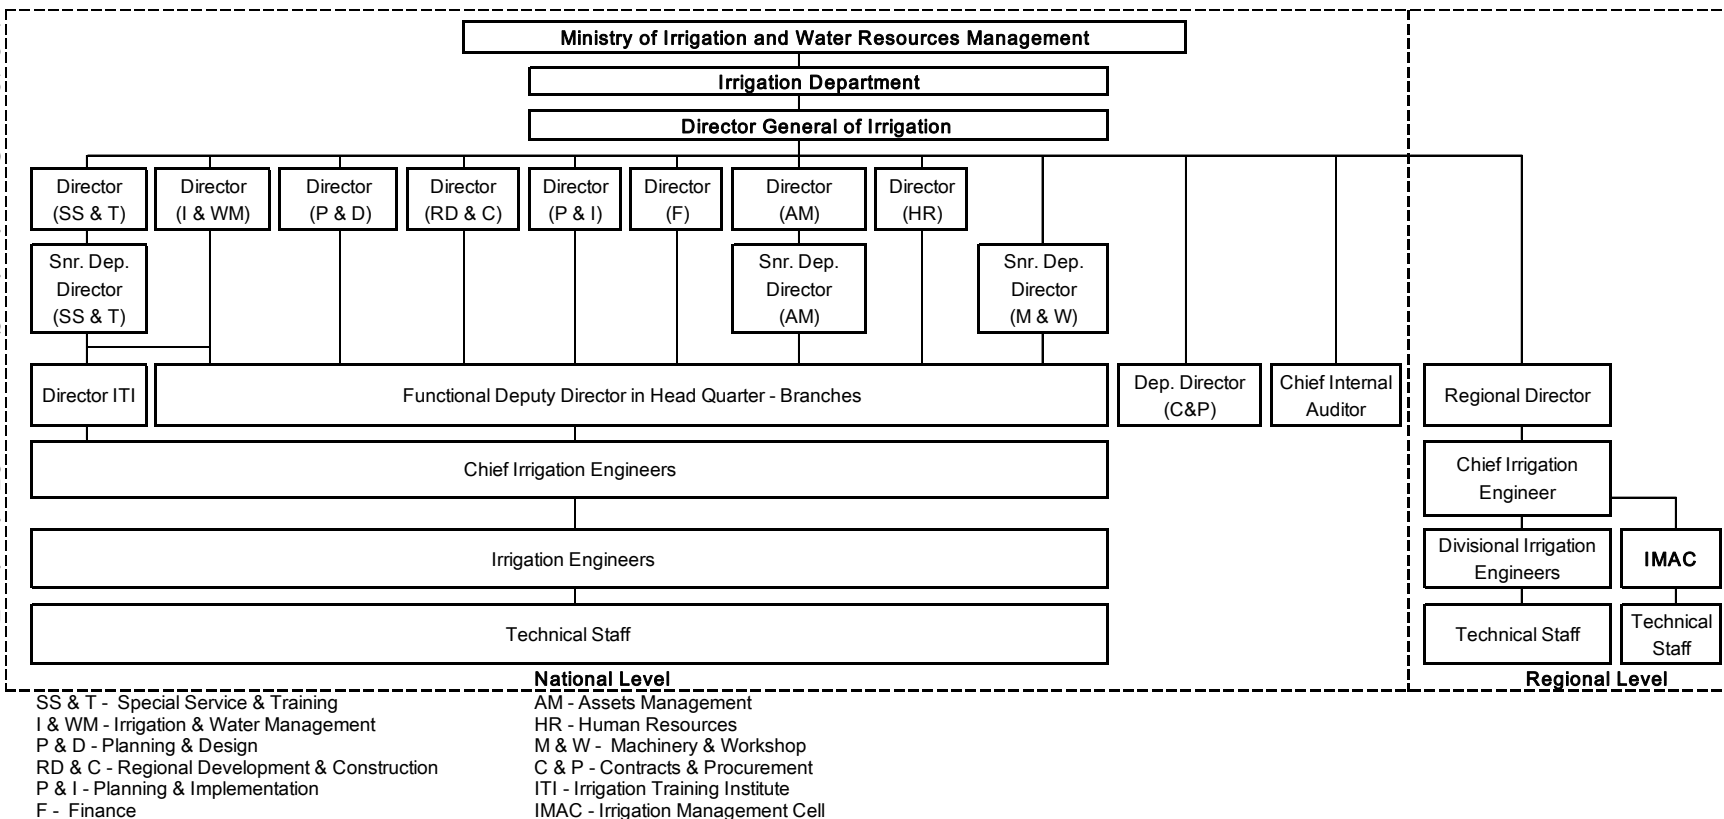 Ministry of Irrigation and Water Resources Management
Irrigation Department
Director General of Irrigation
Director
(SS & T)
Director
(I & WM)
Director
(P & D)
Director
(RD & C)
Director
(P & I)
Director
(F)
Director
(AM)
Director
(HR)
Snr. Dep.
Director
(SS & T)
Snr. Dep.
Director
(AM)
Snr. Dep.
Director
(M & W)
Director ITI
Functional Deputy Director in Head Quarter - Branches
Dep. Director
(C&P)
Chief Internal
Auditor
Regional Director
Chief Irrigation Engineers
Chief Irrigation
Engineer
Irrigation Engineers
Divisional Irrigation
Engineers
IMAC
Technical Staff
Technical Staff
Technical
Staff
National Level
Regional Level
SS & T - Special Service & Training
I & WM - Irrigation & Water Management
P & D - Planning & Design
RD & C - Regional Development & Construction
P & I - Planning & Implementation
F - Finance
AM - Assets Management
HR - Human Resources
M & W - Machinery & Workshop
C & P - Contracts & Procurement
ITI - Irrigation Training Institute
IMAC - Irrigation Management Cell